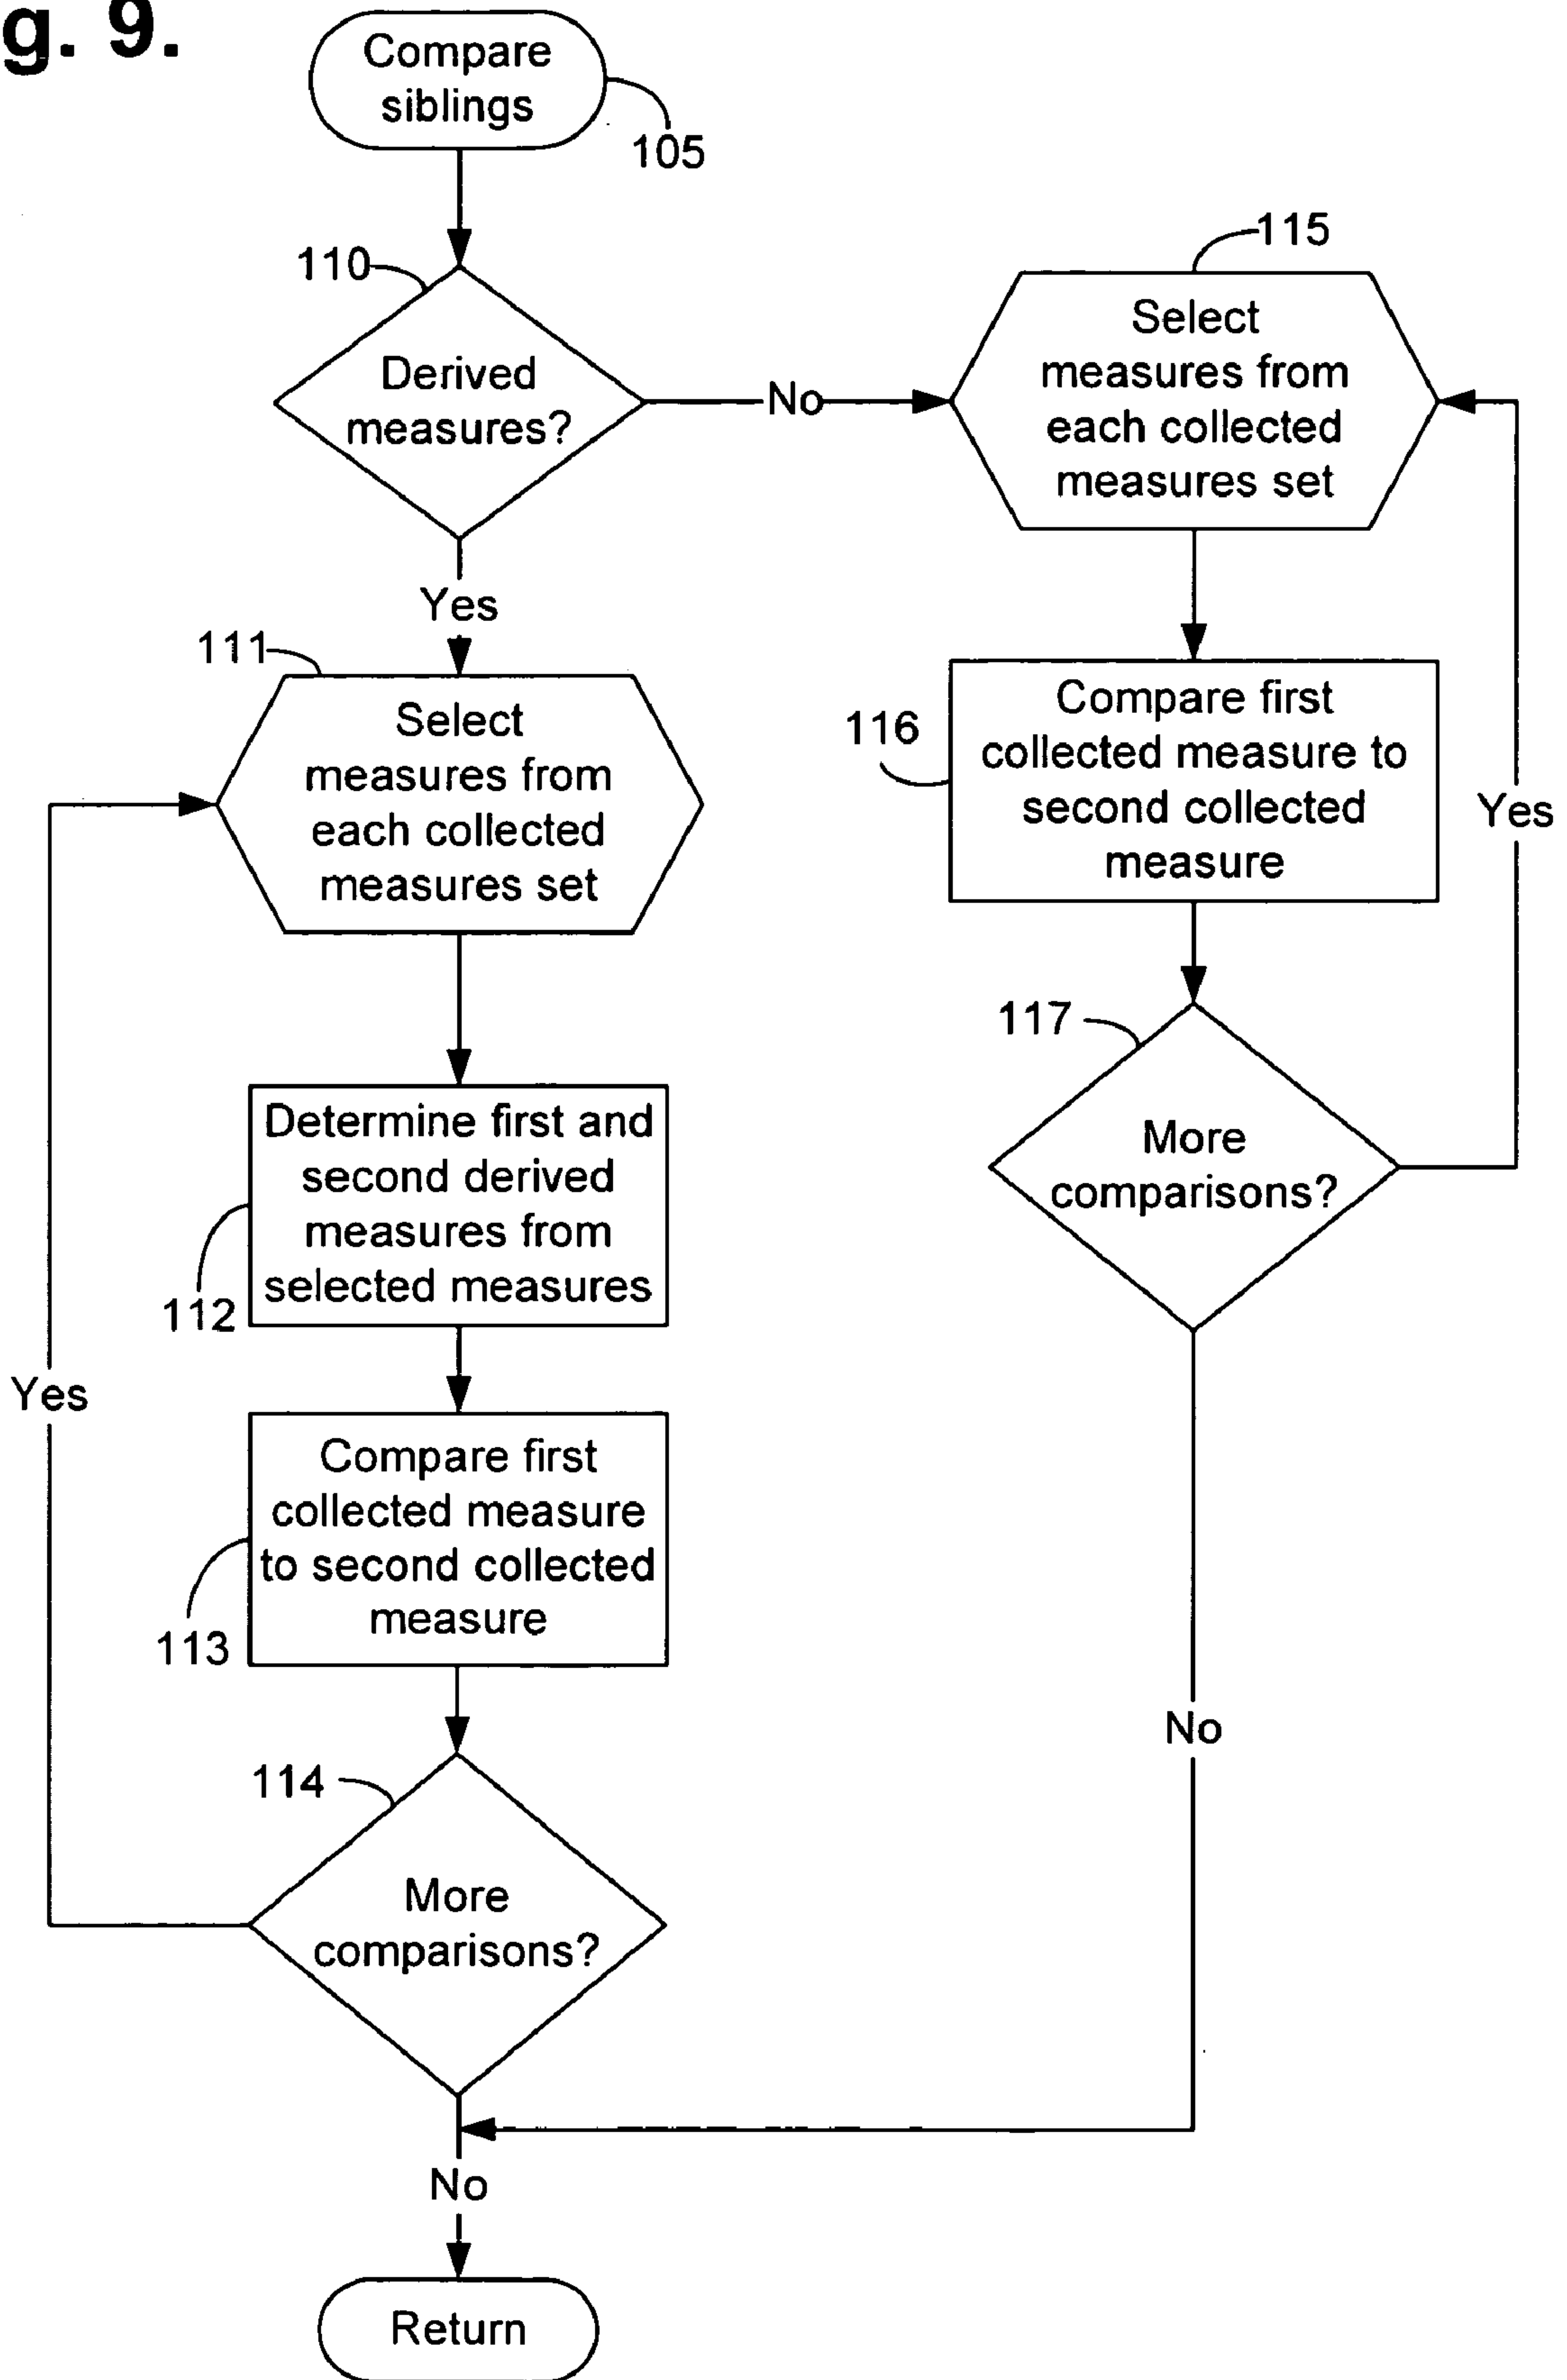 g. 9.
Compare
siblings
105
110
Derived
measures?
No
115
Select
measures from
each collected
measures set
Yes
111
Select
measures from
each collected
measures set
116
Compare first
collected measure to
second collected
measure
Yes
117
More
comparisons?
112
Determine first and
second derived
measures from
selected measures
Yes
113
Compare first
collected measure
to second collected
measure
No
114
More
comparisons?
No
Return